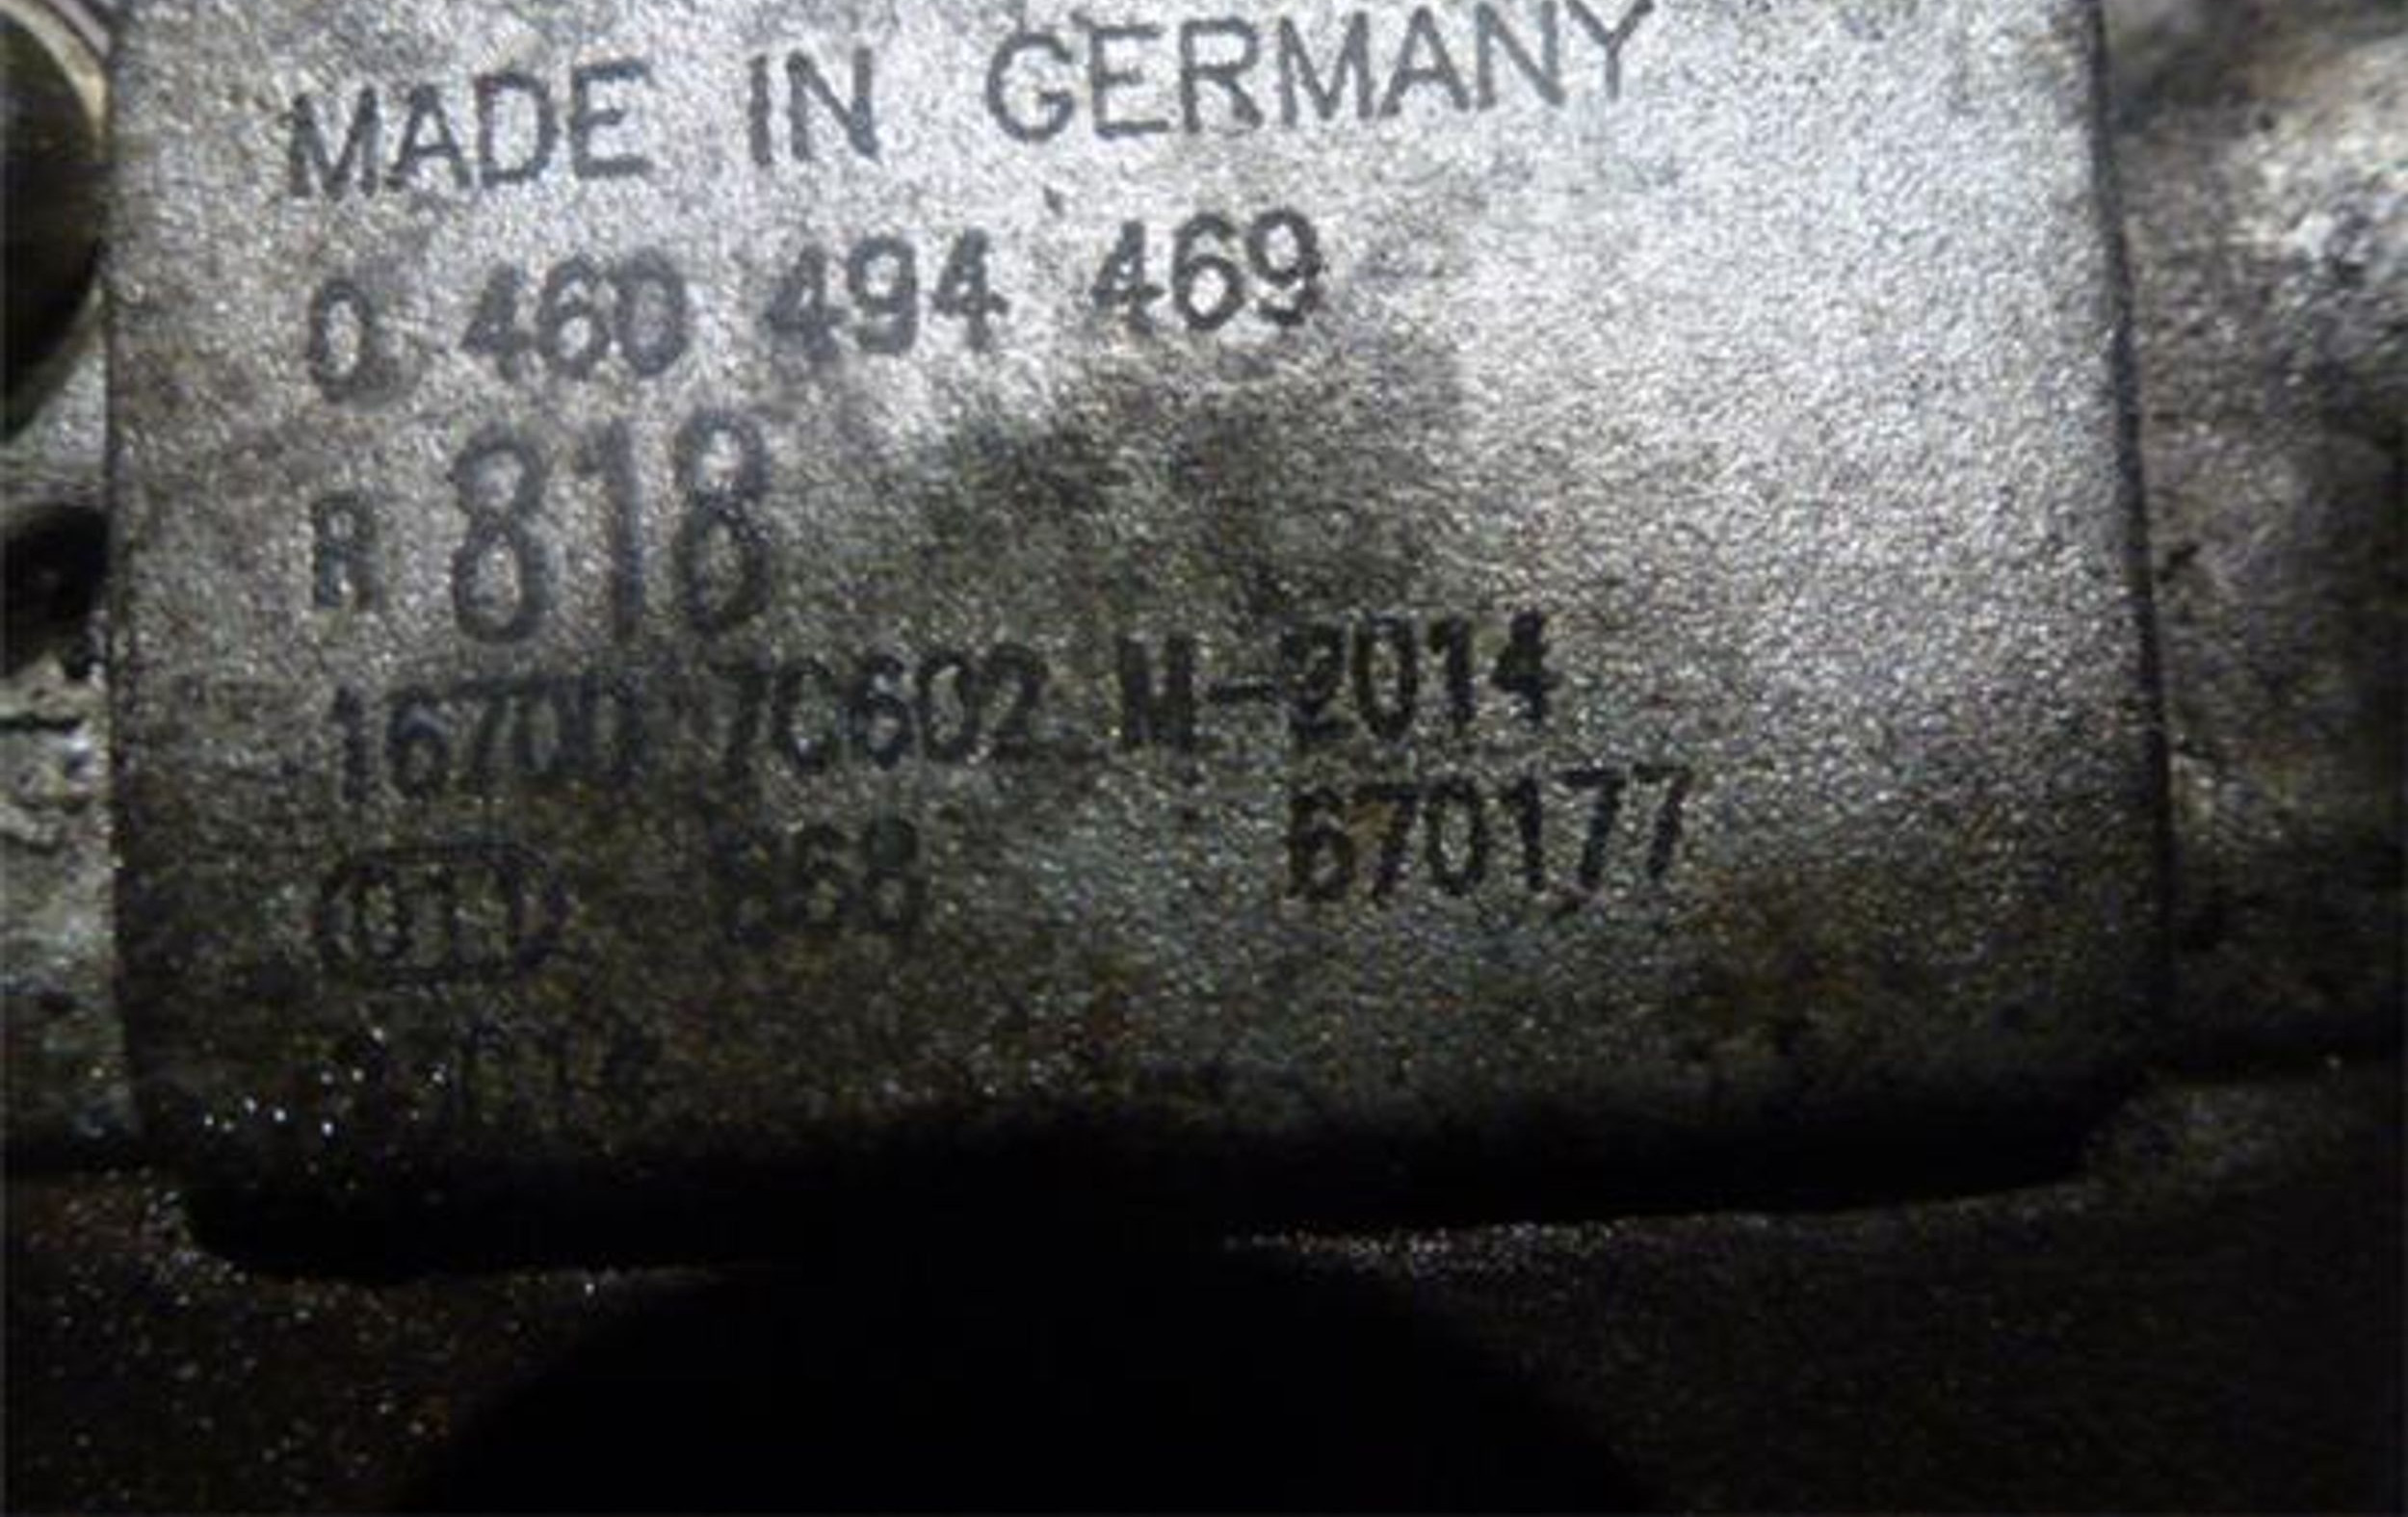 MADE IN GERMANY
0 460 494 469
R 818
16700 7C602 M-2014
670177